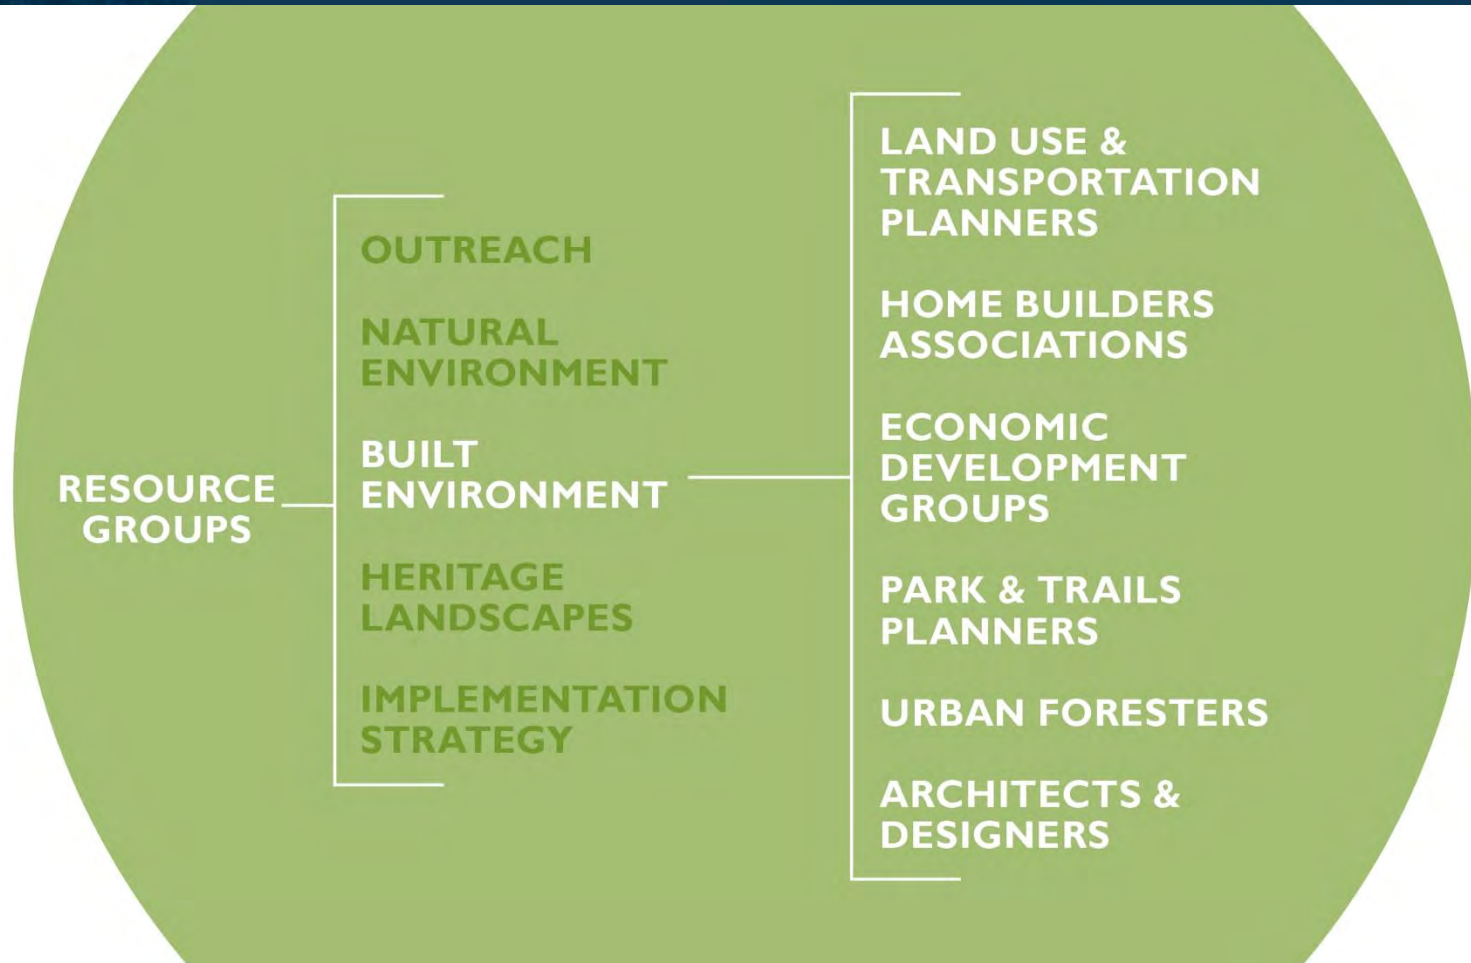 RESOURCE
GROUPS
OUTREACH
NATURAL
ENVIRONMENT
BUILT
ENVIRONMENT
HERITAGE
LANDSCAPES
IMPLEMENTATION
STRATEGY
LAND USE &
TRANSPORTATION
PLANNERS
HOME BUILDERS
ASSOCIATIONS
ECONOMIC
DEVELOPMENT
GROUPS
PARK & TRAILS
PLANNERS
URBAN FORESTERS
ARCHITECTS &
DESIGNERS